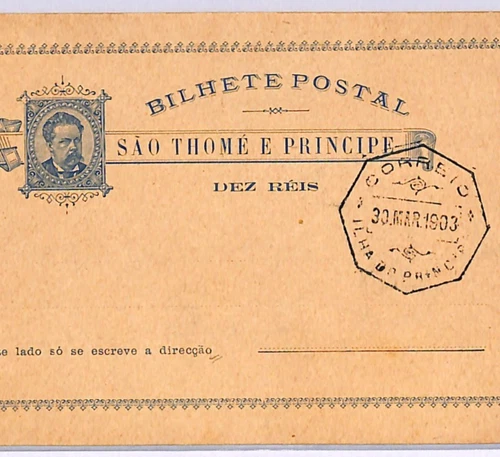 BILHETE POSTAL
SÃO THOMÉ E PRINCIPE
DEZ RÉIS
CORREIO
30.MAR.1903
ILHA DO PRINCIPE
e lado só se escreve a direcção